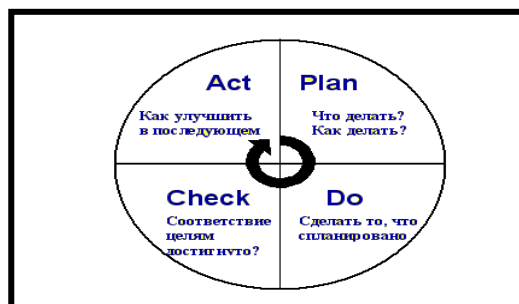 Act
Как улучшить
в последующем
Plan
Что делать?
Как делать?
Check
Соответствие
целям
достигнуто?
Do
Сделать то, что
спланировано